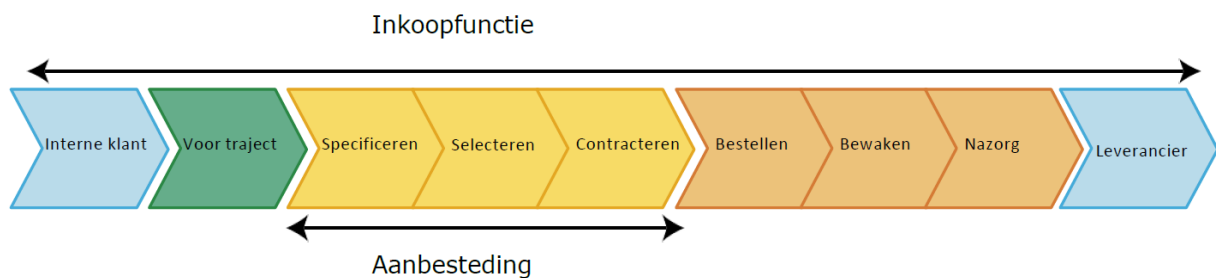 Inkoopfunctie
Interne klant
Voor traject
Specificeren
Selecteren
Contracteren
Bestellen
Bewaken
Nazorg
Leverancier
Aanbesteding